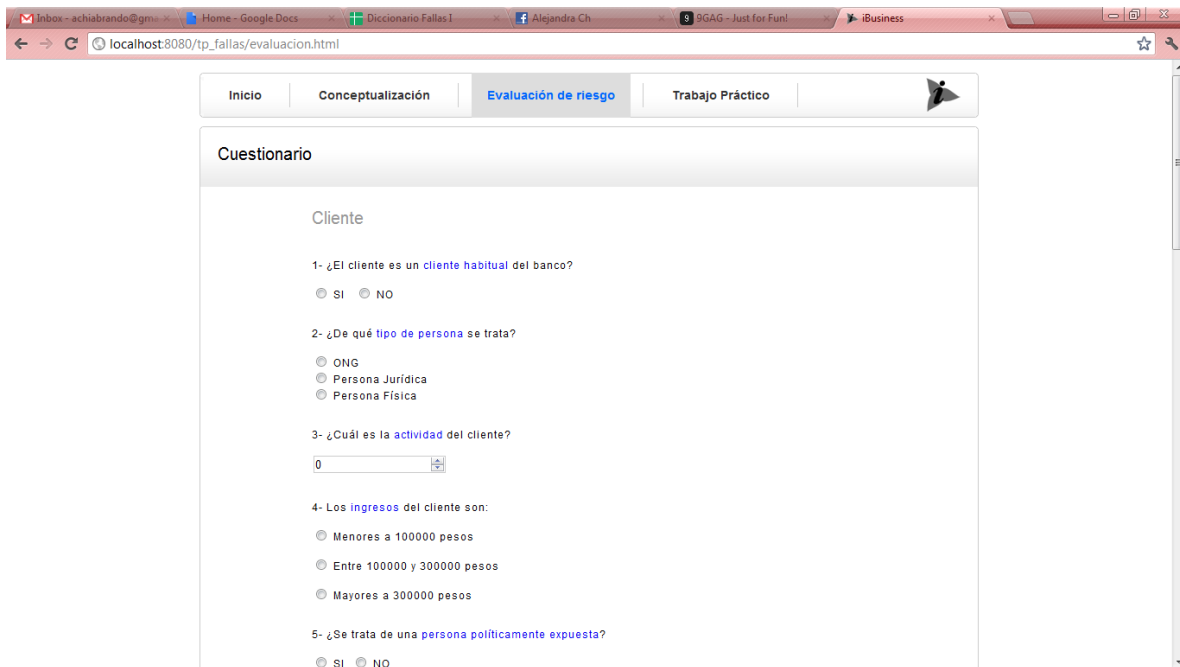 Inbox - achiabrando@gma
Home - Google Docs
Diccionario Fallas I
Alejandra Ch
9GAG - Just for Fun!
iBusiness
localhost:8080/tp_fallas/evaluacion.html
Inicio
Conceptualización
Evaluación de riesgo
Trabajo Práctico
Cuestionario
Cliente
1- ¿El cliente es un cliente habitual del banco?
SI NO
2- ¿De qué tipo de persona se trata?
ONG
Persona Jurídica
Persona Física
3- ¿Cuál es la actividad del cliente?
0
4- Los ingresos del cliente son:
Menores a 100000 pesos
Entre 100000 y 300000 pesos
Mayores a 300000 pesos
5- ¿Se trata de una persona políticamente expuesta?
SI NO